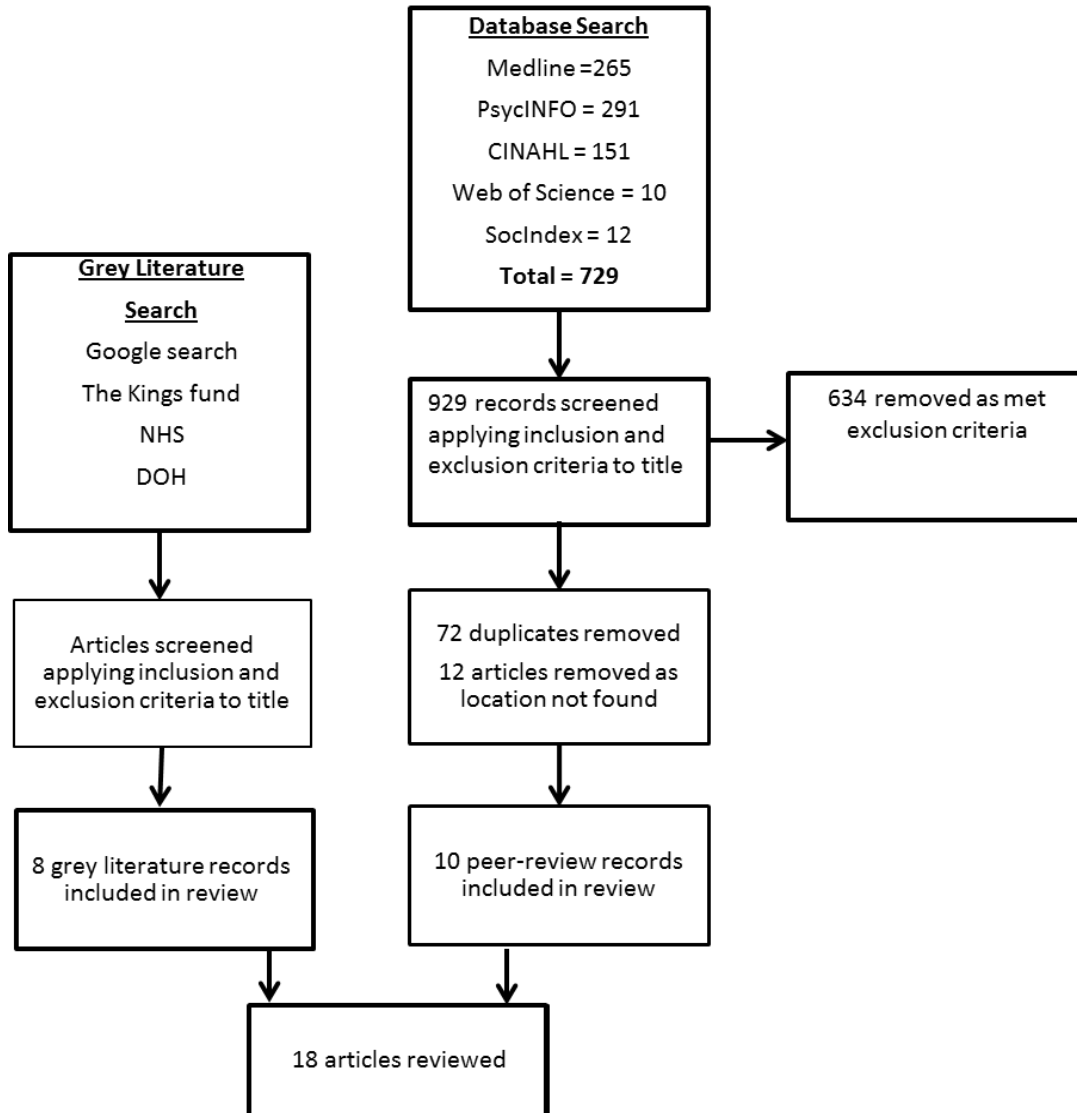 Database Search
Medline =265
PsycINFO = 291
CINAHL = 151
Web of Science = 10
SocIndex = 12
Total = 729
Grey Literature
Search
Google search
The Kings fund
NHS
DOH
929 records screened
applying inclusion and
exclusion criteria to title
634 removed as met
exclusion criteria
Articles screened
applying inclusion and
exclusion criteria to title
72 duplicates removed
12 articles removed as
location not found
8 grey literature records
included in review
10 peer-review records
included in review
18 articles reviewed